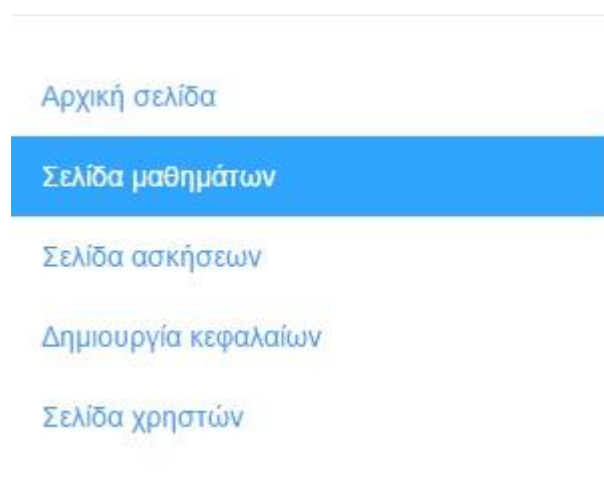 Αρχική σελίδα
Σελίδα μαθημάτων
Σελίδα ασκήσεων
Δημιουργία κεφαλαίων
Σελίδα χρηστών